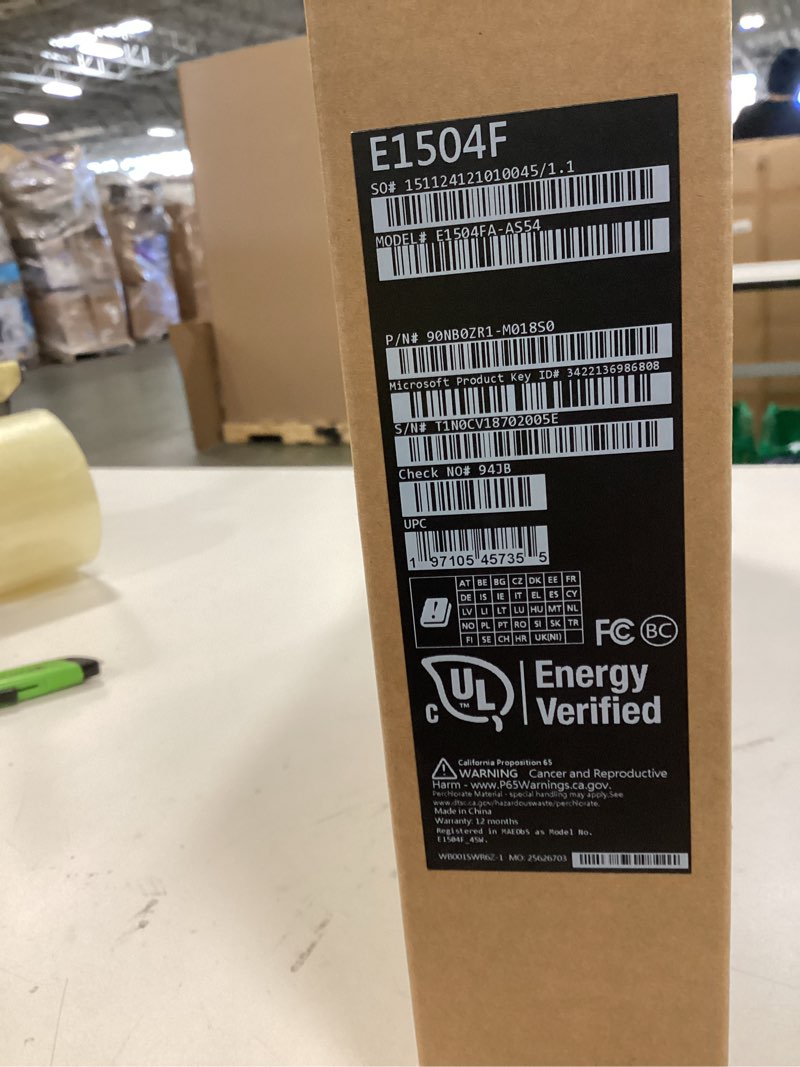 E1504F
SO# 151124121010045/1.1
MODEL# E1504FA-AS54
P/N# 90NB0ZR1-M018S0
Microsoft Product Key ID# 3422136986808
S/N# T1N0CV18702005E
Check NO# 94JB
UPC
1 97105 45735 5
AT BE BG CZ DK EE FR
DE IS IE IT EL ES CY
LV LI LT LU HU MT NL
NO PL PT RO SI SK TR
FI SE CH HR UK(NI)
FC BC
C UL TM Energy
Verified
California Proposition 65
WARNING Cancer and Reproductive
Harm - www.P65Warnings.ca.gov.
Perchlorate Material - special handling may apply.See
www.dtsc.ca.gov/hazardouswaste/perchlorate.
Made in China
Warranty: 12 months
Registered in MAEDbS as Model No.
E1504F_45W.
WB001SWR6Z-1 MO: 25626703